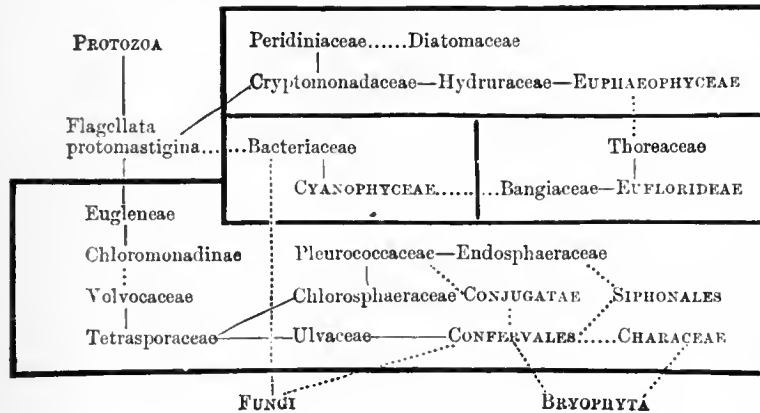 PROTOZOA
Peridiniaceae......Diatomaceae
Cryptomonadaceae—Hydruraceae—EUPHAEOPHYCEAE
Flagellata
protomastigina......Bacteriaceae
Thoreaceae
CYANOPHYCEAE......Bangiaceae—EUFLORIDEAE
Eugleneae
Chloromonadinae
Pleurococcaceae—Endosphaeraceae
Volvocaceae
Chlorosphaeraceae CONJUGATAE SIPHONALES
Tetrasporaceae—Ulvaceae—CONFERVALES......CHARACEAE
FUNGI
BRYOPHYTA